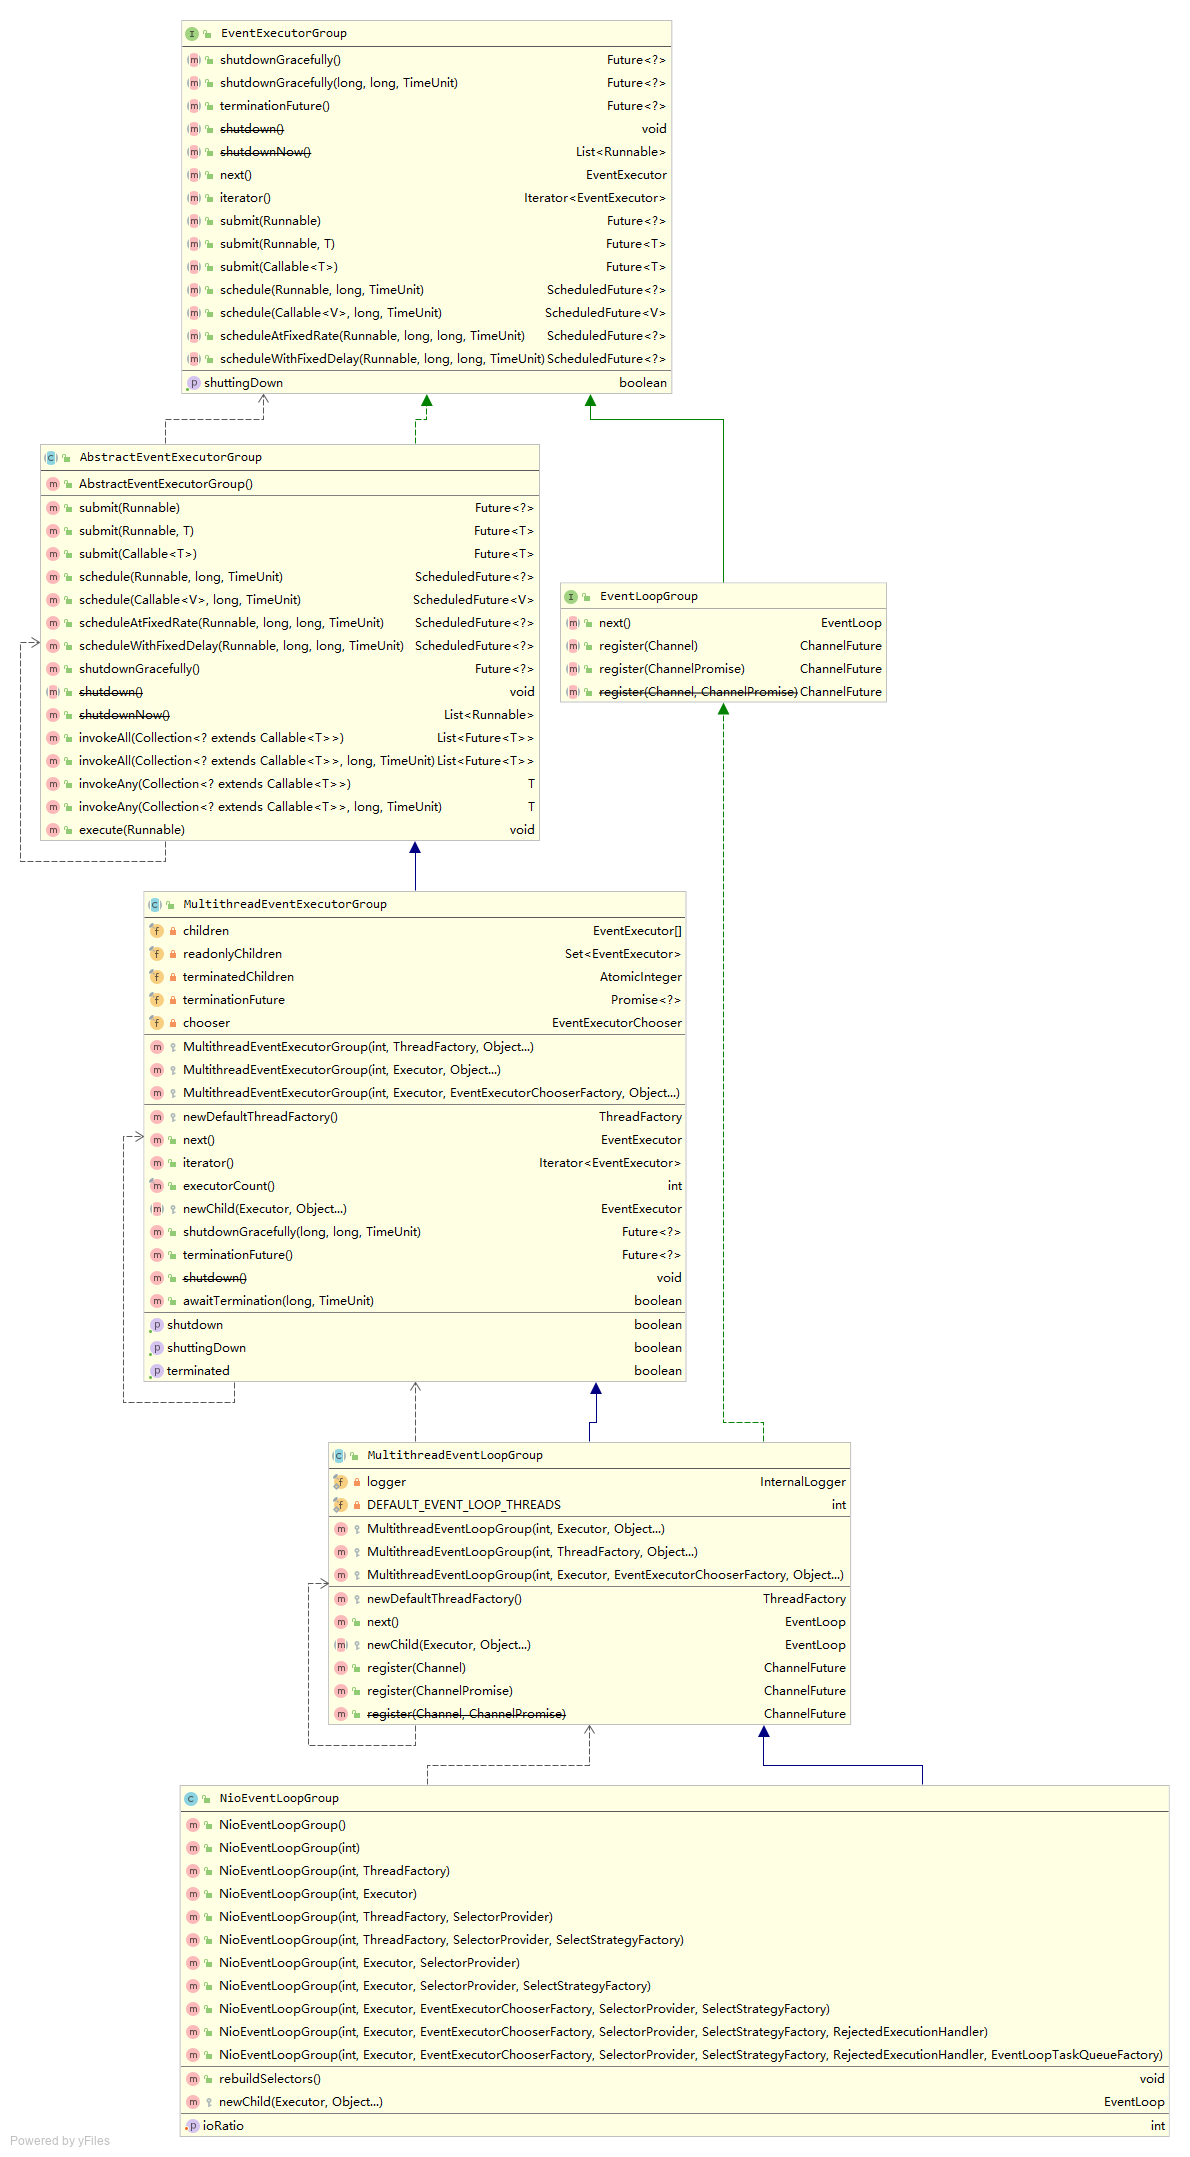 EventExecutorGroup
shutdownGracefully() Future<?>
shutdownGracefully(long, long, TimeUnit) Future<?>
terminationFuture() Future<?>
shutdown() void
shutdownNow() List<Runnable>
next() EventExecutor
iterator() Iterator<EventExecutor>
submit(Runnable) Future<?>
submit(Runnable, T) Future<T>
submit(Callable<T>) Future<T>
schedule(Runnable, long, TimeUnit) ScheduledFuture<?>
schedule(Callable<V>, long, TimeUnit) ScheduledFuture<V>
scheduleAtFixedRate(Runnable, long, long, TimeUnit) ScheduledFuture<?>
scheduleWithFixedDelay(Runnable, long, long, TimeUnit) ScheduledFuture<?>
shuttingDown boolean
AbstractEventExecutorGroup
AbstractEventExecutorGroup()
submit(Runnable) Future<?>
submit(Runnable, T) Future<T>
submit(Callable<T>) Future<T>
schedule(Runnable, long, TimeUnit) ScheduledFuture<?>
schedule(Callable<V>, long, TimeUnit) ScheduledFuture<V>
scheduleAtFixedRate(Runnable, long, long, TimeUnit) ScheduledFuture<?>
scheduleWithFixedDelay(Runnable, long, long, TimeUnit) ScheduledFuture<?>
shutdownGracefully() Future<?>
shutdown() void
shutdownNow() List<Runnable>
invokeAll(Collection<? extends Callable<T>>) List<Future<T>>
invokeAll(Collection<? extends Callable<T>>, long, TimeUnit) List<Future<T>>
invokeAny(Collection<? extends Callable<T>>) T
invokeAny(Collection<? extends Callable<T>>, long, TimeUnit) T
execute(Runnable) void
EventLoopGroup
next() EventLoop
register(Channel) ChannelFuture
register(ChannelPromise) ChannelFuture
register(Channel, ChannelPromise) ChannelFuture
MultithreadEventExecutorGroup
children EventExecutor[]
readonlyChildren Set<EventExecutor>
terminatedChildren AtomicInteger
terminationFuture Promise<?>
chooser EventExecutorChooser
MultithreadEventExecutorGroup(int, ThreadFactory, Object...)
MultithreadEventExecutorGroup(int, Executor, Object...)
MultithreadEventExecutorGroup(int, Executor, EventExecutorChooserFactory, Object...)
newDefaultThreadFactory() ThreadFactory
next() EventExecutor
iterator() Iterator<EventExecutor>
executorCount() int
newChild(Executor, Object...) EventExecutor
shutdownGracefully(long, long, TimeUnit) Future<?>
terminationFuture() Future<?>
shutdown() void
awaitTermination(long, TimeUnit) boolean
shutdown boolean
shuttingDown boolean
terminated boolean
MultithreadEventLoopGroup
logger InternalLogger
DEFAULT_EVENT_LOOP_THREADS int
MultithreadEventLoopGroup(int, Executor, Object...)
MultithreadEventLoopGroup(int, ThreadFactory, Object...)
MultithreadEventLoopGroup(int, Executor, EventExecutorChooserFactory, Object...)
newDefaultThreadFactory() ThreadFactory
next() EventLoop
newChild(Executor, Object...) EventLoop
register(Channel) ChannelFuture
register(ChannelPromise) ChannelFuture
register(Channel, ChannelPromise) ChannelFuture
NioEventLoopGroup
NioEventLoopGroup()
NioEventLoopGroup(int)
NioEventLoopGroup(int, ThreadFactory)
NioEventLoopGroup(int, Executor)
NioEventLoopGroup(int, ThreadFactory, SelectorProvider)
NioEventLoopGroup(int, ThreadFactory, SelectorProvider, SelectStrategyFactory)
NioEventLoopGroup(int, Executor, SelectorProvider)
NioEventLoopGroup(int, Executor, SelectorProvider, SelectStrategyFactory)
NioEventLoopGroup(int, Executor, EventExecutorChooserFactory, SelectorProvider, SelectStrategyFactory)
NioEventLoopGroup(int, Executor, EventExecutorChooserFactory, SelectorProvider, SelectStrategyFactory, RejectedExecutionHandler)
NioEventLoopGroup(int, Executor, EventExecutorChooserFactory, SelectorProvider, SelectStrategyFactory, RejectedExecutionHandler, EventLoopTaskQueueFactory)
rebuildSelectors() void
newChild(Executor, Object...) EventLoop
ioRatio int
Powered by yFiles